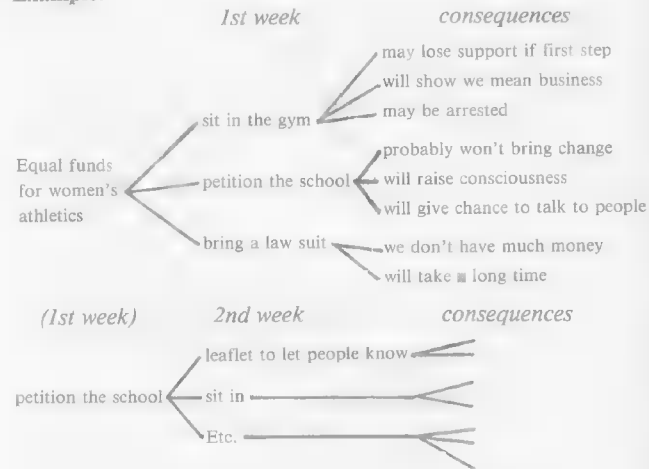 1st week consequences
may lose support if first step
will show we mean business
sit in the gym
may be arrested
Equal funds
for women's
athletics
probably won't bring change
petition the school
will raise consciousness
will give chance to talk to people
bring a law suit
we don't have much money
will take long time
(1st week) 2nd week consequences
leaflet to let people know
petition the school
sit in
Etc.